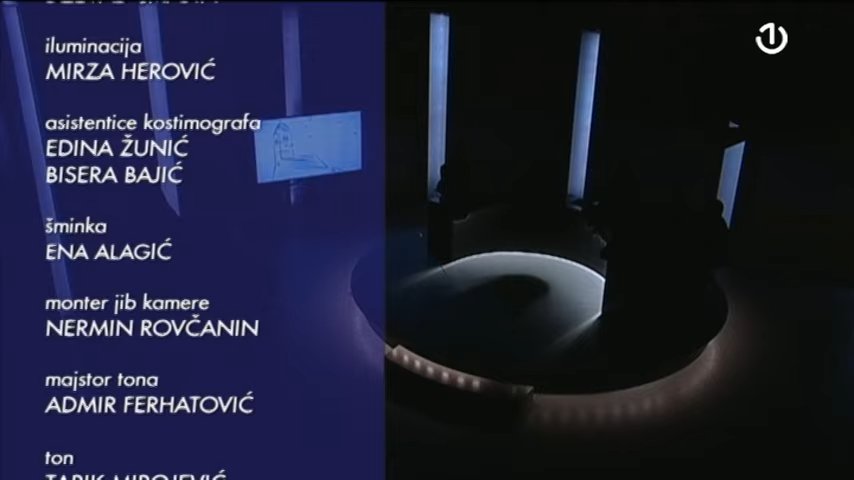 iluminacija
MIRZA HEROVIĆ
asistentice kostimografa
EDINA ŽUNIĆ
BISERA BAJIĆ
šminka
ENA ALAGIĆ
monter jib kamere
NERMIN ROVČANIN
majstor tona
ADMIR FERHATOVIĆ
ton
1